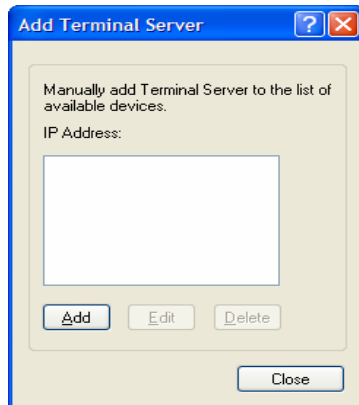 Add Terminal Server
Manually add Terminal Server to the list of
available devices.
IP Address:
Add Edit Delete
Close